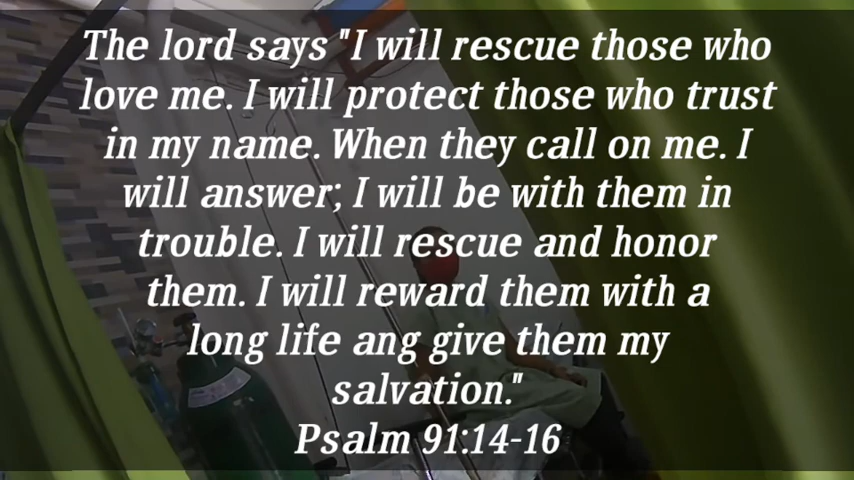 The lord says "I will rescue those who
love me. I will protect those who trust
in my name. When they call on me. I
will answer; I will be with them in
trouble. I will rescue and honor
them. I will reward them with a
long life ang give them my
salvation."
Psalm 91:14-16